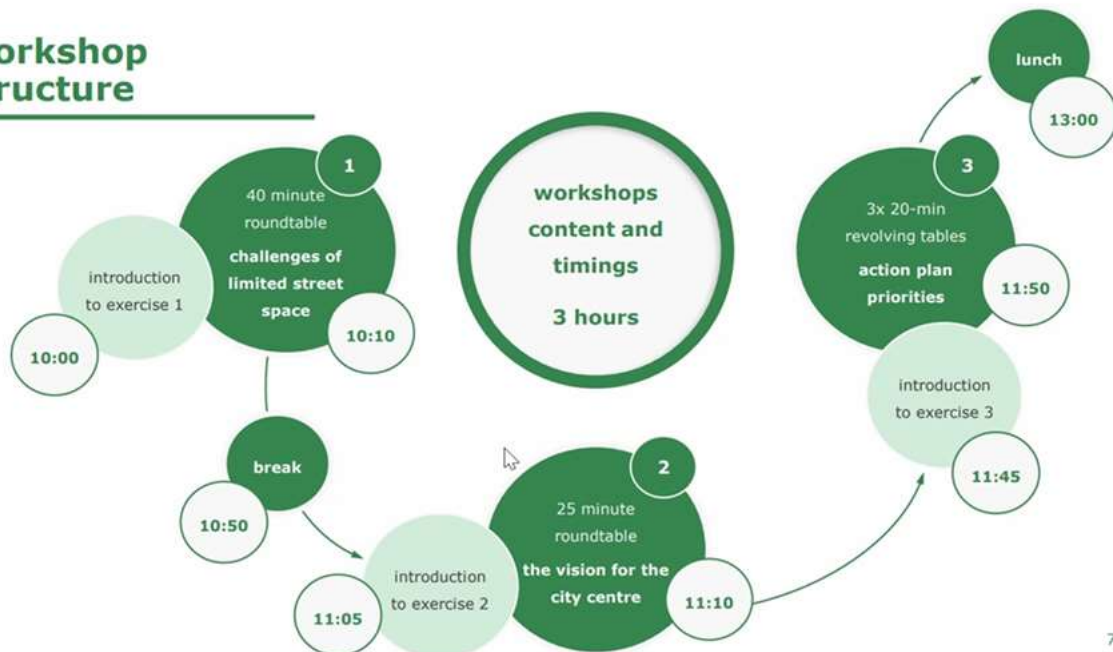 orkshop
ructure
introduction
to exercise 1
10:00
1
40 minute
roundtable
challenges of
limited street
space
10:10
break
10:50
introduction
to exercise 2
11:05
2
25 minute
roundtable
the vision for the
city centre
11:10
introduction
to exercise 3
11:45
3
3x 20-min
revolving tables
action plan
priorities
11:50
lunch
13:00
workshops
content and
timings
3 hours
7